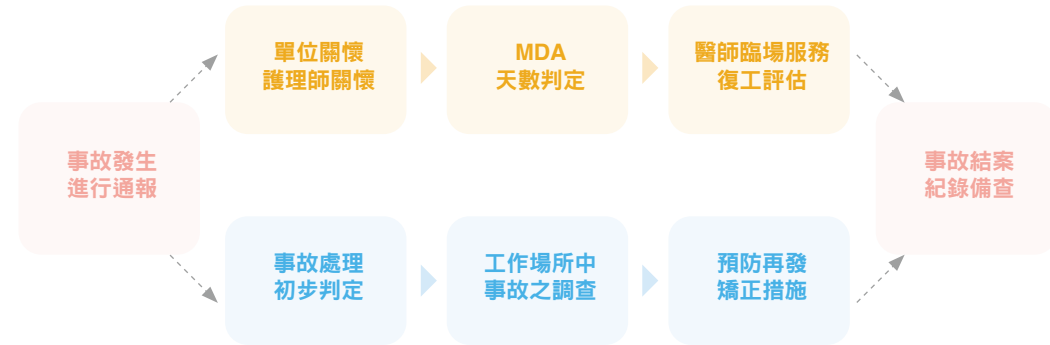 事故發生
進行通報
單位關懷
護理師關懷
MDA
天數判定
醫師臨場服務
復工評估
事故處理
初步判定
工作場所中
事故之調查
預防再發
矯正措施
事故結案
紀錄備查